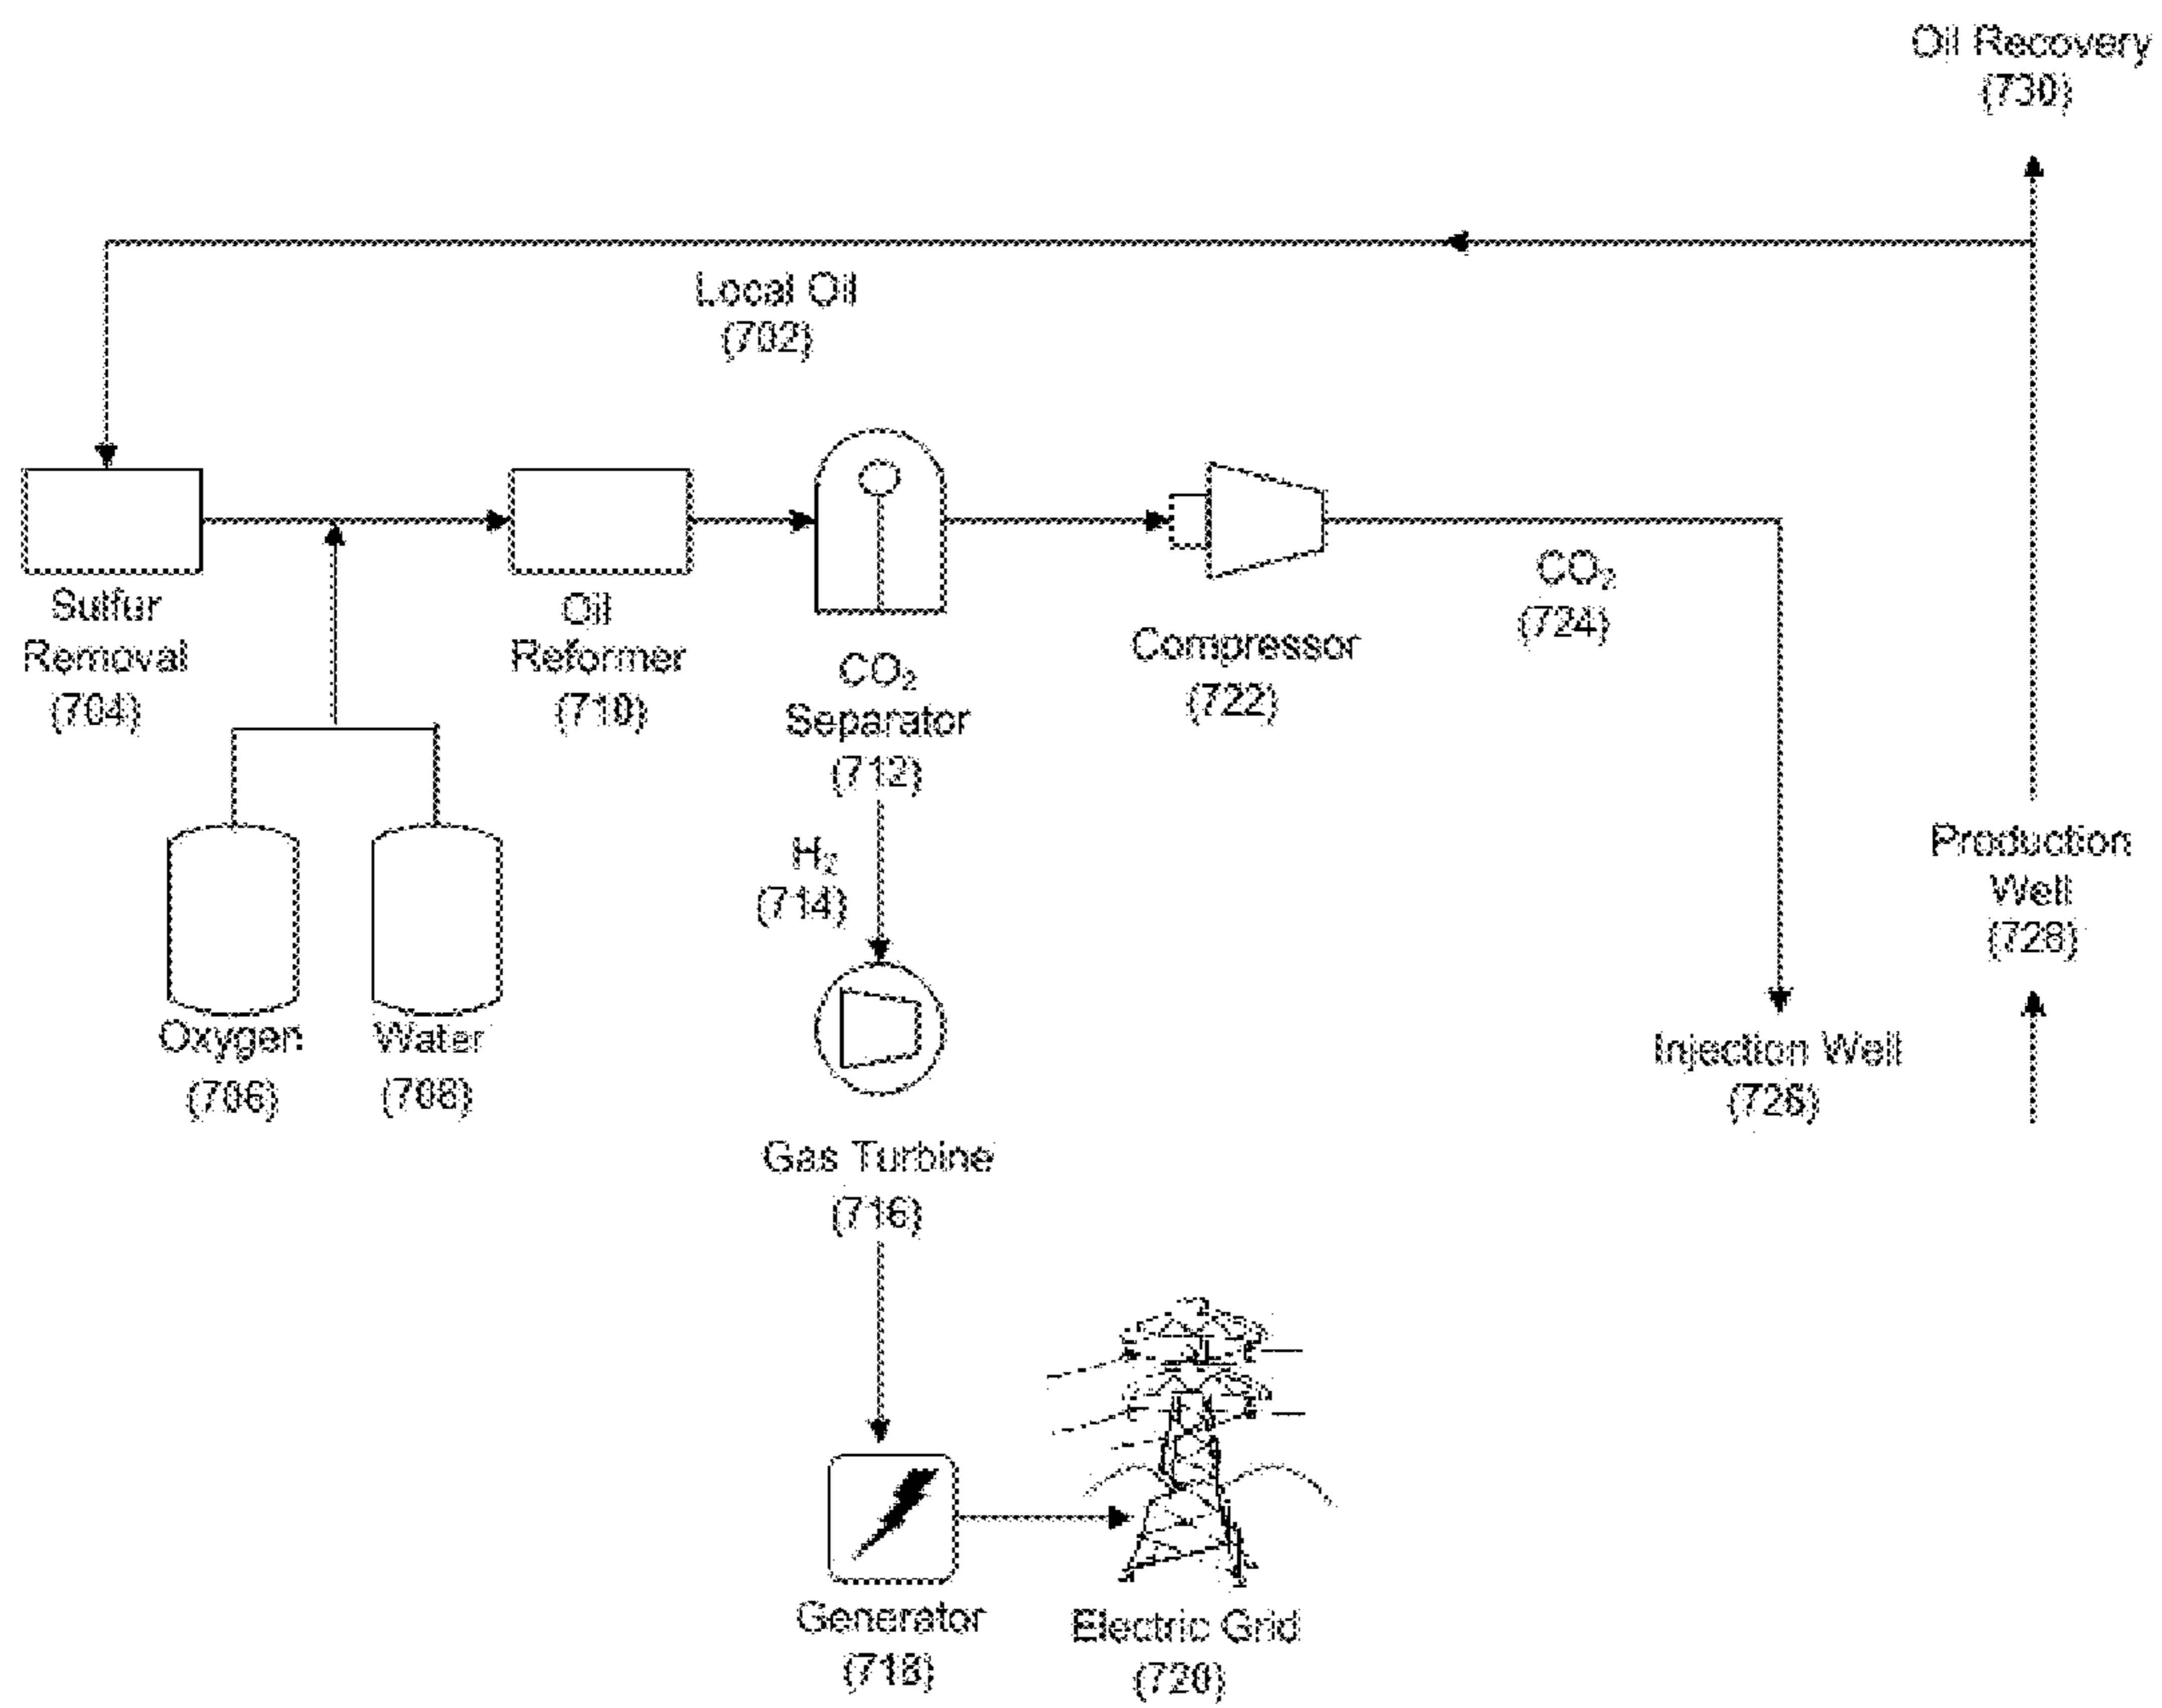 Oil Recovery
(730)
Local Oil
(702)
Sulfur
Removal
(704)
Oil
Reformer
(710)
CO₂
Separator
(712)
Compressor
(722)
CO₂
(724)
H₂
(714)
Production
Well
(728)
Oxygen
(706)
Water
(708)
Injection Well
(726)
Gas Turbine
(716)
Generator
(718)
Electric Grid
(720)